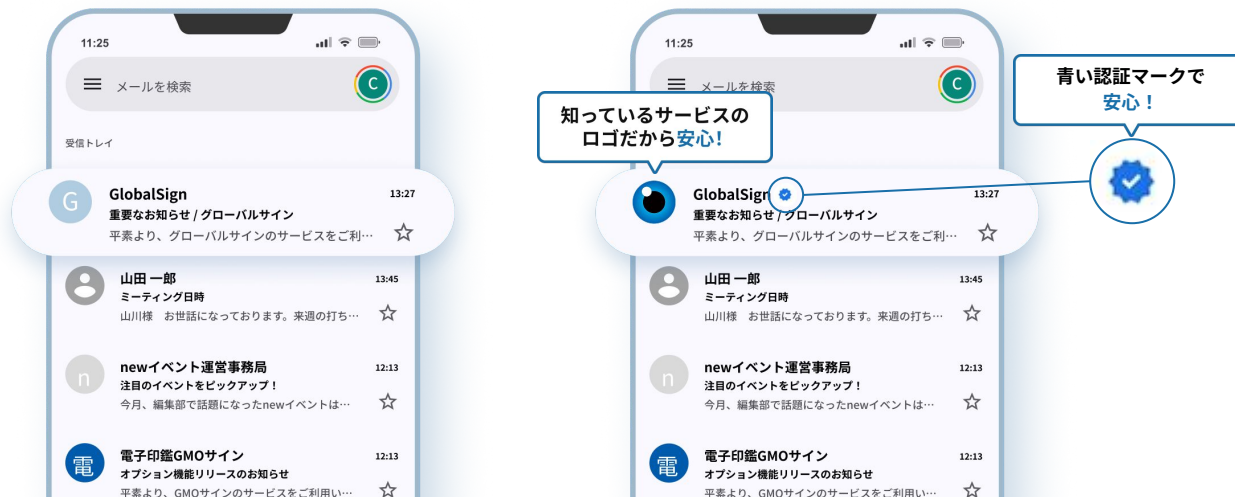 11:25
メールを検索
C
受信トレイ
G
GlobalSign
13:27
重要なお知らせ / グローバルサイン
平素より、グローバルサインのサービスをご利…
山田 一郎
13:45
ミーティング日時
山川様　お世話になっております。来週の打ち…
n
newイベント運営事務局
12:13
注目のイベントをピックアップ！
今月、編集部で話題になったnewイベントは…
電
電子印鑑GMOサイン
12:13
オプション機能リリースのお知らせ
平素より、GMOサインのサービスをご利用い…
11:25
メールを検索
C
知っているサービスの
ロゴだから安心!
青い認証マークで
安心！
GlobalSign
13:27
重要なお知らせ / グローバルサイン
平素より、グローバルサインのサービスをご利…
山田 一郎
13:45
ミーティング日時
山川様　お世話になっております。来週の打ち…
n
newイベント運営事務局
12:13
注目のイベントをピックアップ！
今月、編集部で話題になったnewイベントは…
電
電子印鑑GMOサイン
12:13
オプション機能リリースのお知らせ
平素より、GMOサインのサービスをご利用い…